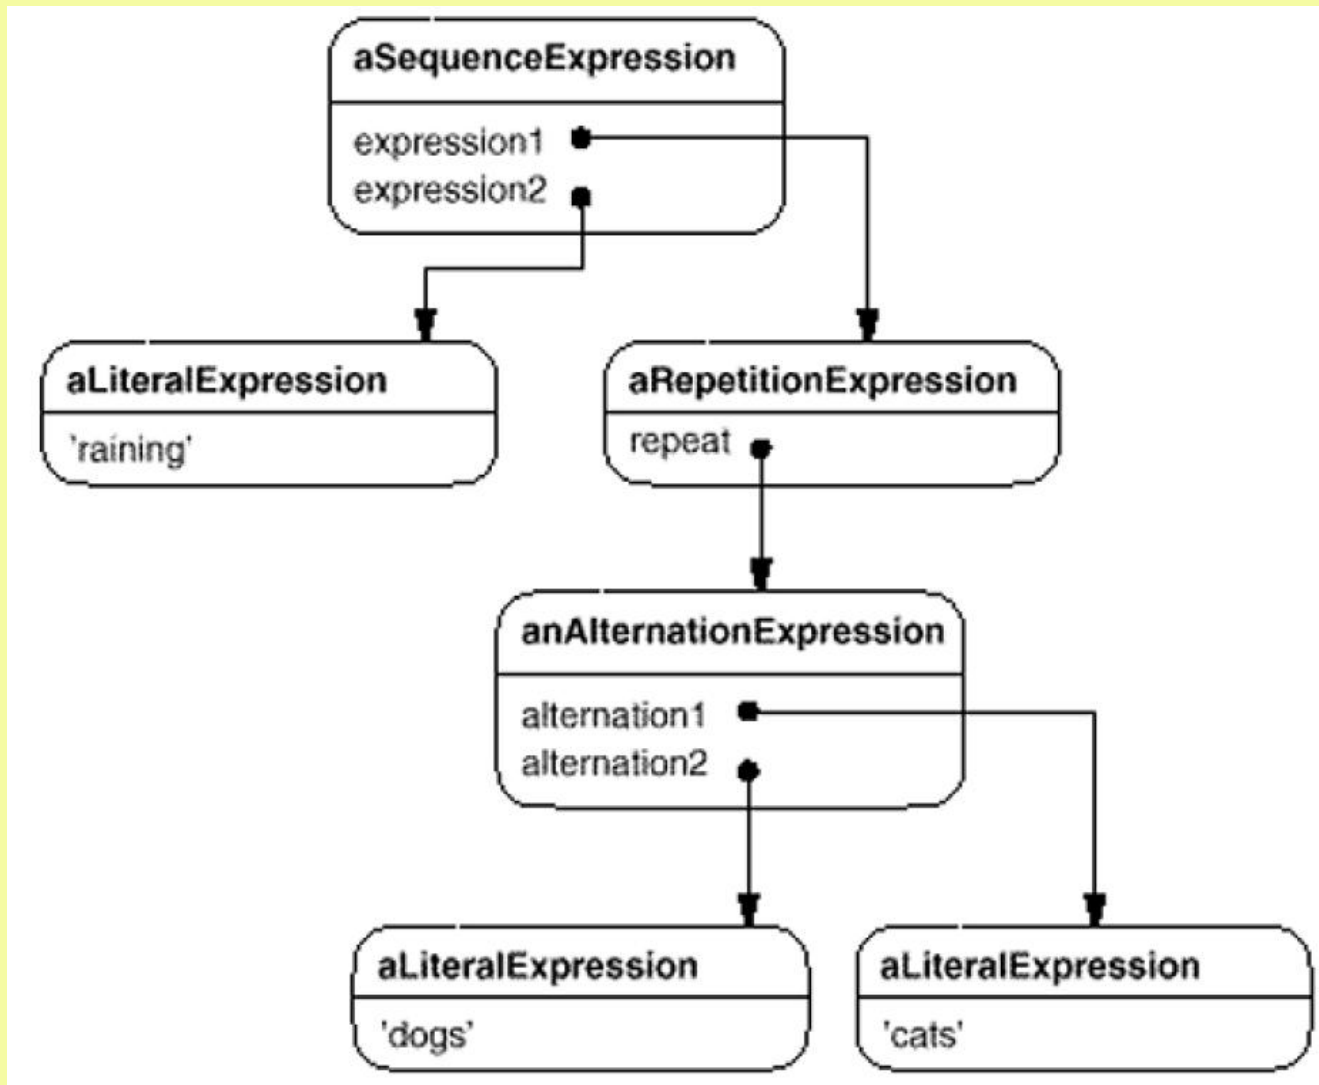 aSequenceExpression
expression1
expression2
aLiteralExpression
'raining'
aRepetitionExpression
repeat
anAlternationExpression
alternation1
alternation2
aLiteralExpression
'dogs'
aLiteralExpression
'cats'